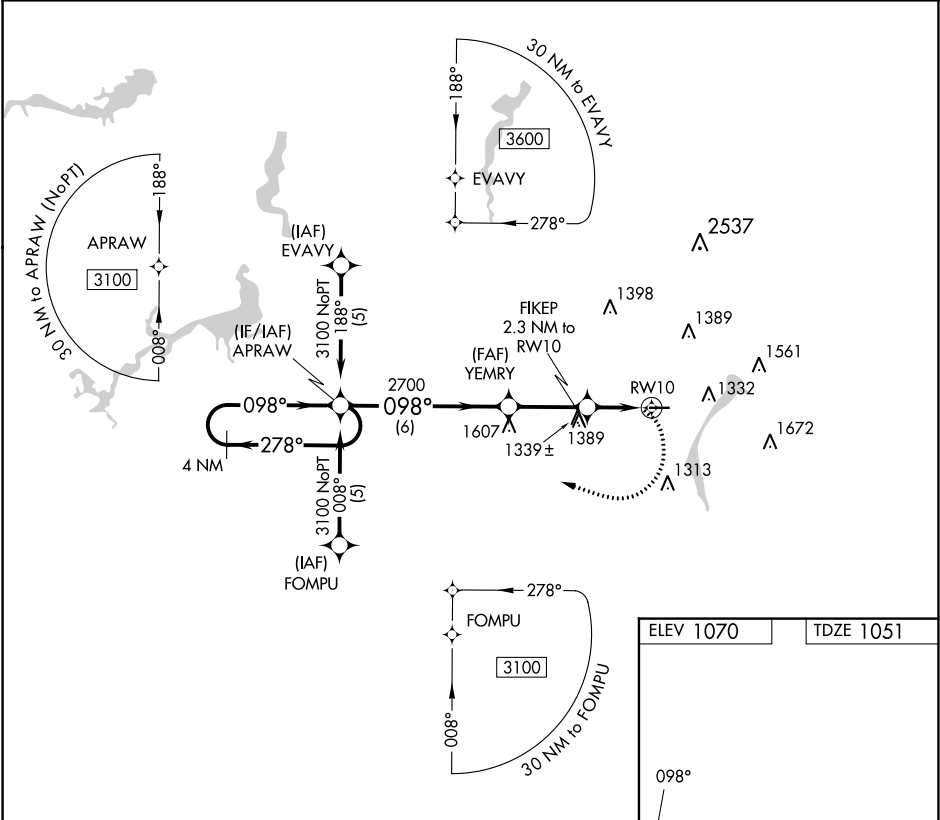 30 NM to EVAVY
188°
3600
EVAVY
278°
30 NM to APRAW (NoPT)
188°
APRAW
3100
008°
(IAF)
EVAVY
3100 NoPT
188°
(5)
(IF/IAF)
APRAW
2537
1398
1389
FIKEP
2.3 NM to
RW10
(FAF)
YEMRY
1561
RW10
1332
098°
2700
098°
(6)
1607
1339±
1389
1672
278°
4 NM
1313
3100 NoPT
008°
(5)
(IAF)
FOMPU
278°
FOMPU
3100
008°
30 NM to FOMPU
ELEV 1070
TDZE 1051
098°